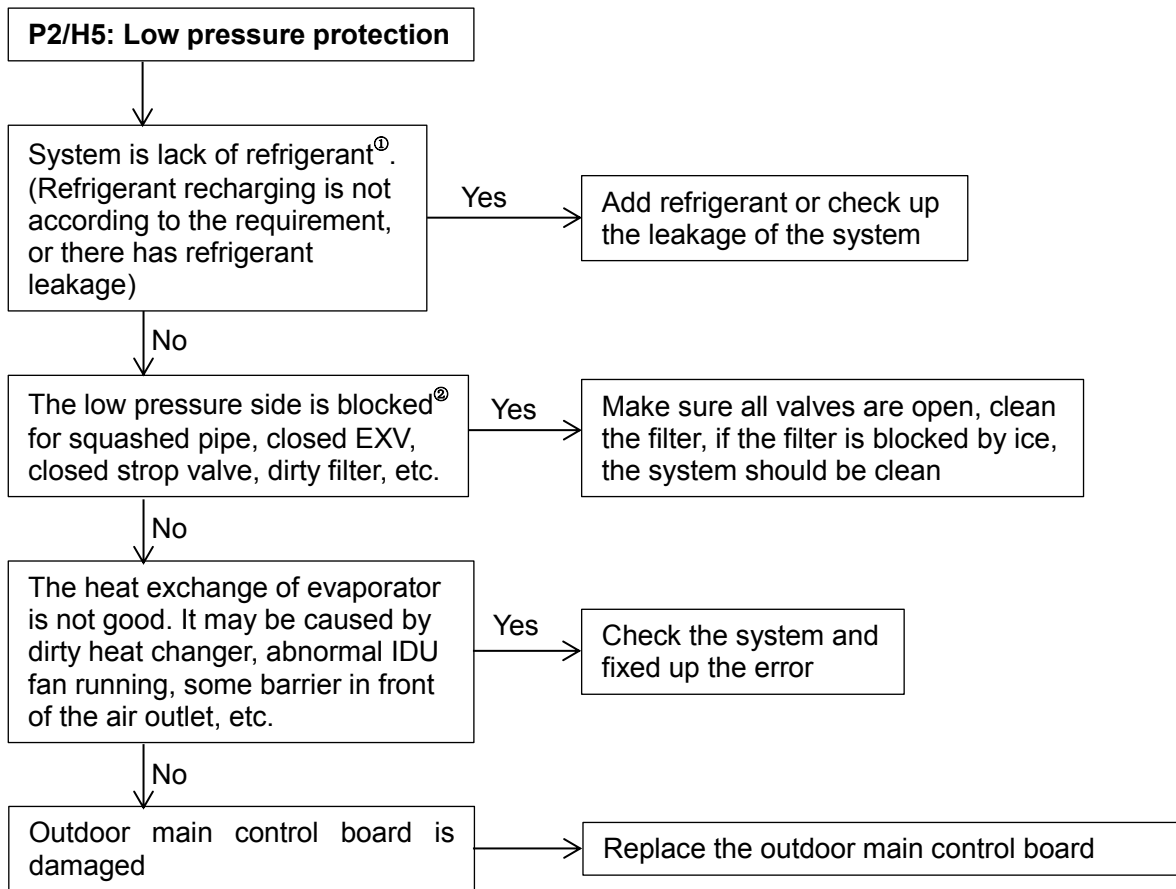 P2/H5: Low pressure protection
System is lack of refrigerant①.
(Refrigerant recharging is not
according to the requirement,
or there has refrigerant
leakage)
Yes
Add refrigerant or check up
the leakage of the system
No
The low pressure side is blocked②
for squashed pipe, closed EXV,
closed strop valve, dirty filter, etc.
Yes
Make sure all valves are open, clean
the filter, if the filter is blocked by ice,
the system should be clean
No
The heat exchange of evaporator
is not good. It may be caused by
dirty heat changer, abnormal IDU
fan running, some barrier in front
of the air outlet, etc.
Yes
Check the system and
fixed up the error
No
Outdoor main control board is
damaged
Replace the outdoor main control board